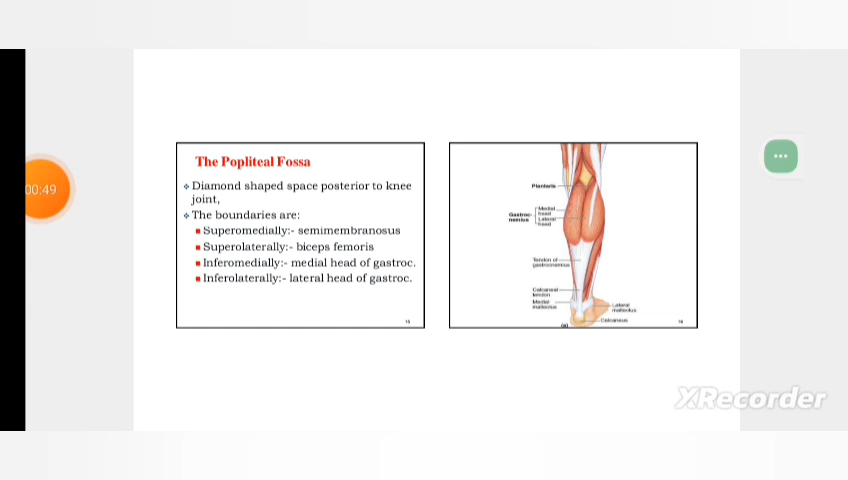 The Popliteal Fossa
Diamond shaped space posterior to knee
joint,
The boundaries are:
Superomedially:- semimembranosus
Superolaterally:- biceps femoris
Inferomedially:- medial head of gastroc.
Inferolaterally:- lateral head of gastroc.
15
Plantaris
Gastroc-
nemius
Medial
head
Lateral
head
Tendon of
gastrocnemius
Calcaneal
tendon
Medial
malleolus
Lateral
malleolus
Calcaneus
(a)
16
00:49
XRecorder